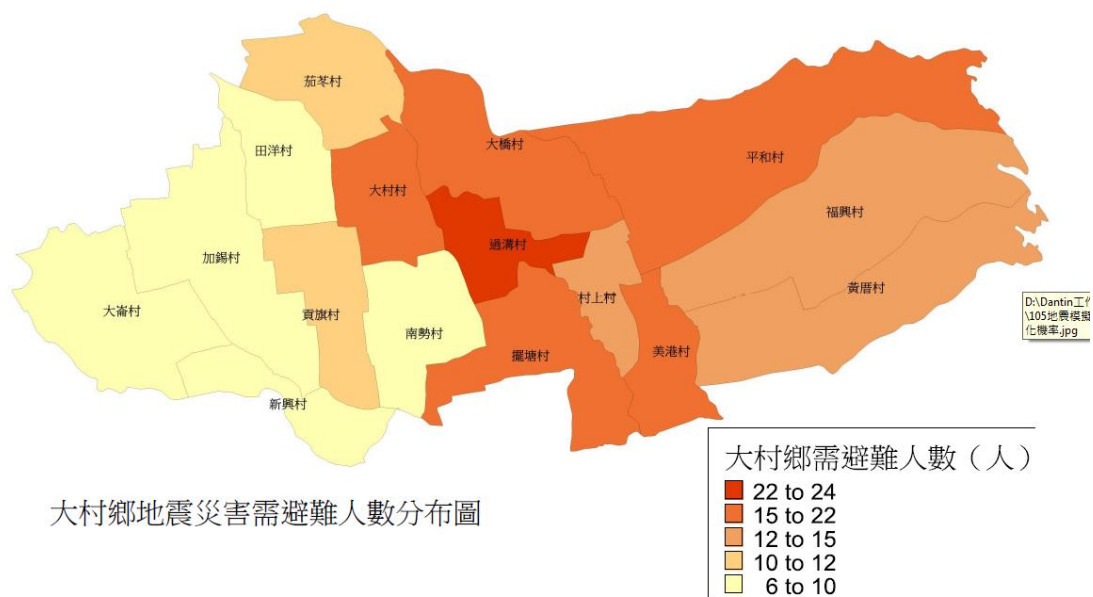 茄苳村
田洋村
大橋村
平和村
大村村
福興村
過溝村
加錫村
黃厝村
村上村
大崙村
貢旗村
南勢村
擺塘村
美港村
新興村
D:\Dantin工作
\105地震模擬
化機率.jpg
大村鄉需避難人數（人）
22 to 24
15 to 22
12 to 15
10 to 12
6 to 10
大村鄉地震災害需避難人數分布圖